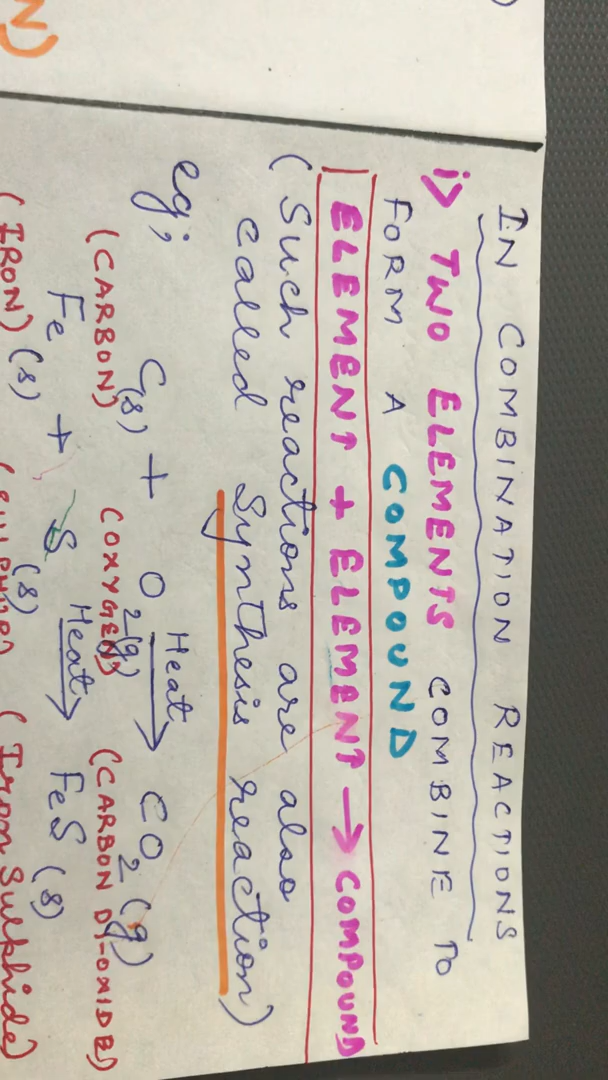 IN COMBINATION REACTIONS
i> TWO ELEMENTS COMBINE TO
FORM A COMPOUND
ELEMENT + ELEMENT → COMPOUND
(Such reactions are also
called Synthesis reaction)
eg; C(s) + O2(g) Heat→ CO2(g)
(CARBON) (OXYGEN) (CARBON DI-OXIDE)
Fe + S Heat→ FeS (s)
(IRON) (s) (s) (Iron Sulphide)
N)